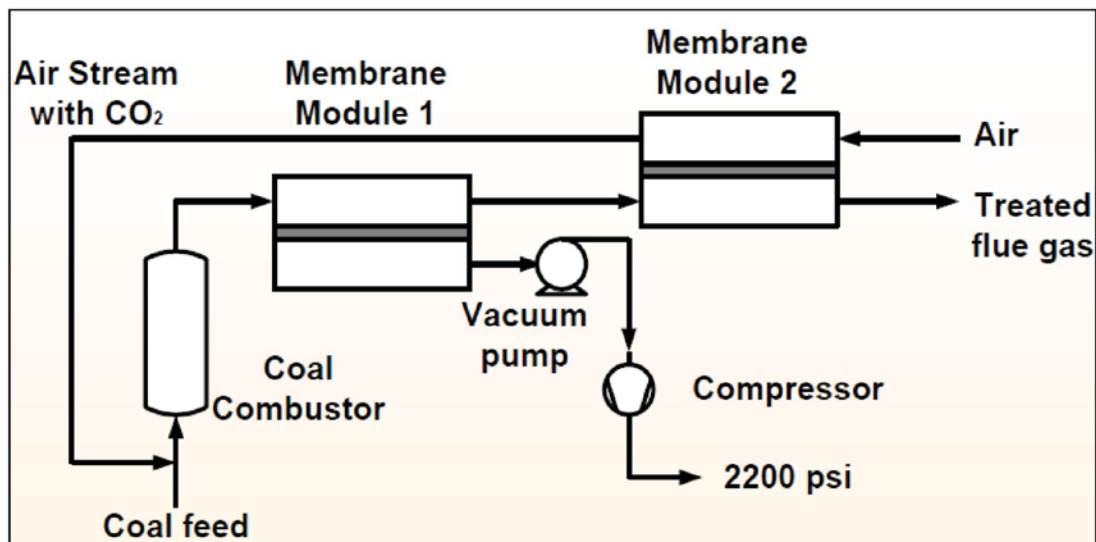 Air Stream
with CO₂
Membrane
Module 1
Membrane
Module 2
Air
Treated
flue gas
Vacuum
pump
Coal
Combustor
Compressor
2200 psi
Coal feed